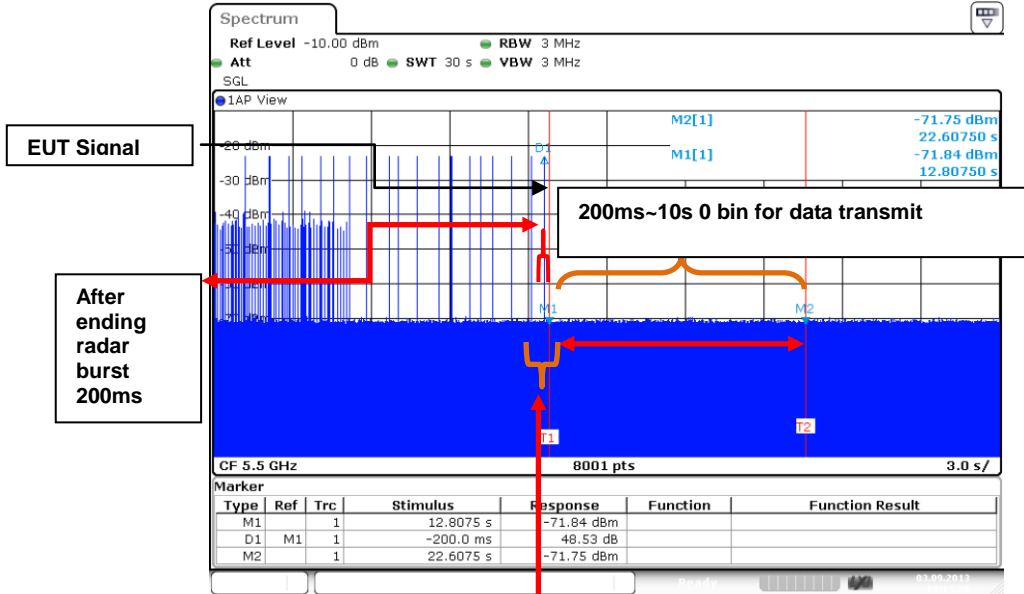 Spectrum
Ref Level -10.00 dBm RBW 3 MHz
Att 0 dB SWT 30 s VBW 3 MHz
SGL
1AP View
M2[1] -71.75 dBm
22.60750 s
M1[1] -71.84 dBm
12.80750 s
EUT Signal
-20 dBm
D1
-30 dBm
200ms~10s 0 bin for data transmit
-40 dBm
-50 dBm
After
ending
radar
burst
200ms
M1
M2
T1
T2
CF 5.5 GHz 8001 pts 3.0 s/
Marker
Type Ref Trc Stimulus Response Function Function Result
M1 1 12.8075 s -71.84 dBm
D1 M1 1 -200.0 ms 48.53 dB
M2 1 22.6075 s -71.75 dBm
Ready 03.09.2013